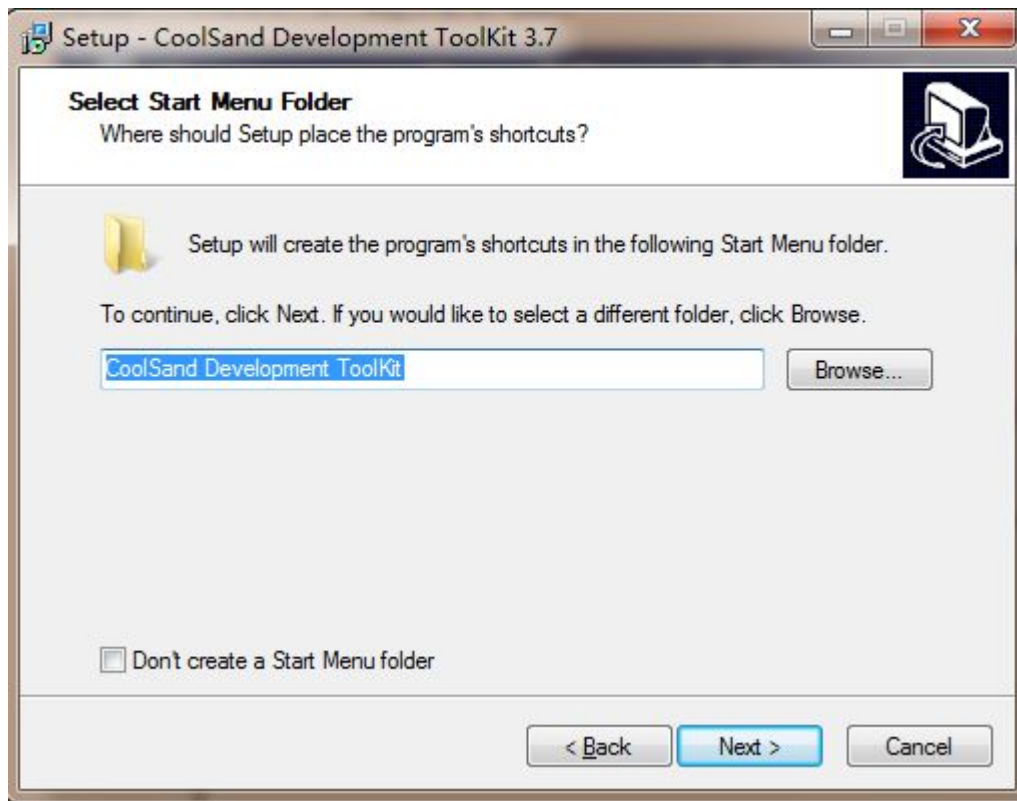 Setup - CoolSand Development ToolKit 3.7
Select Start Menu Folder
Where should Setup place the program's shortcuts?
Setup will create the program's shortcuts in the following Start Menu folder.
To continue, click Next. If you would like to select a different folder, click Browse.
CoolSand Development ToolKit
Browse...
Don't create a Start Menu folder
< Back
Next >
Cancel